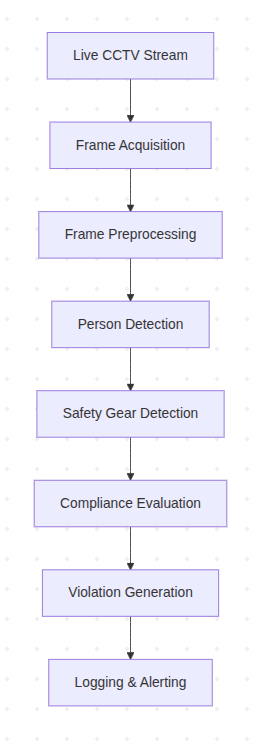 Live CCTV Stream
Frame Acquisition
Frame Preprocessing
Person Detection
Safety Gear Detection
Compliance Evaluation
Violation Generation
Logging & Alerting